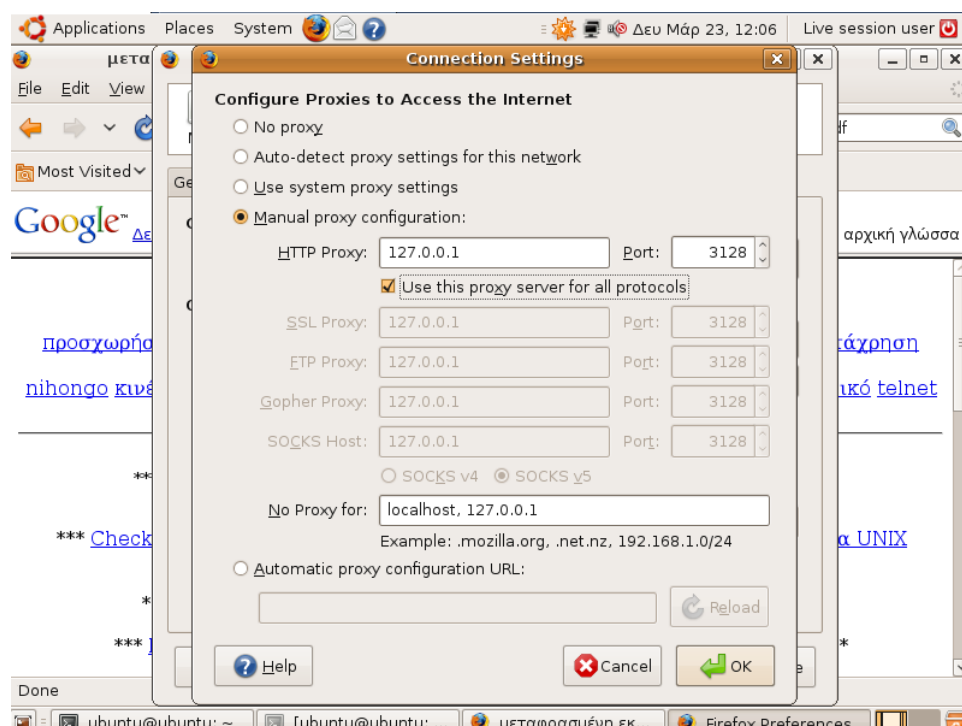 Applications Places System Δευ Μάρ 23, 12:06 Live session user
μετα Connection Settings
File Edit View
Configure Proxies to Access the Internet
No proxy
Auto-detect proxy settings for this network
Most Visited
Use system proxy settings
Google™
Manual proxy configuration:
αρχική γλώσσα
HTTP Proxy: 127.0.0.1 Port: 3128
Use this proxy server for all protocols
SSL Proxy: 127.0.0.1 Port: 3128
FTP Proxy: 127.0.0.1 Port: 3128
nihongo
Gopher Proxy: 127.0.0.1 Port: 3128
telnet
SOCKS Host: 127.0.0.1 Port: 3128
SOCKS v4 SOCKS v5
***
No Proxy for: localhost, 127.0.0.1
*** Check
Example: .mozilla.org, .net.nz, 192.168.1.0/24
UNIX
Automatic proxy configuration URL:
Reload
***
Help Cancel OK
Done
ubuntu@ubuntu: ~ [ubuntu@ubuntu: ... μεταφρασμένη εκ... Firefox Preferences